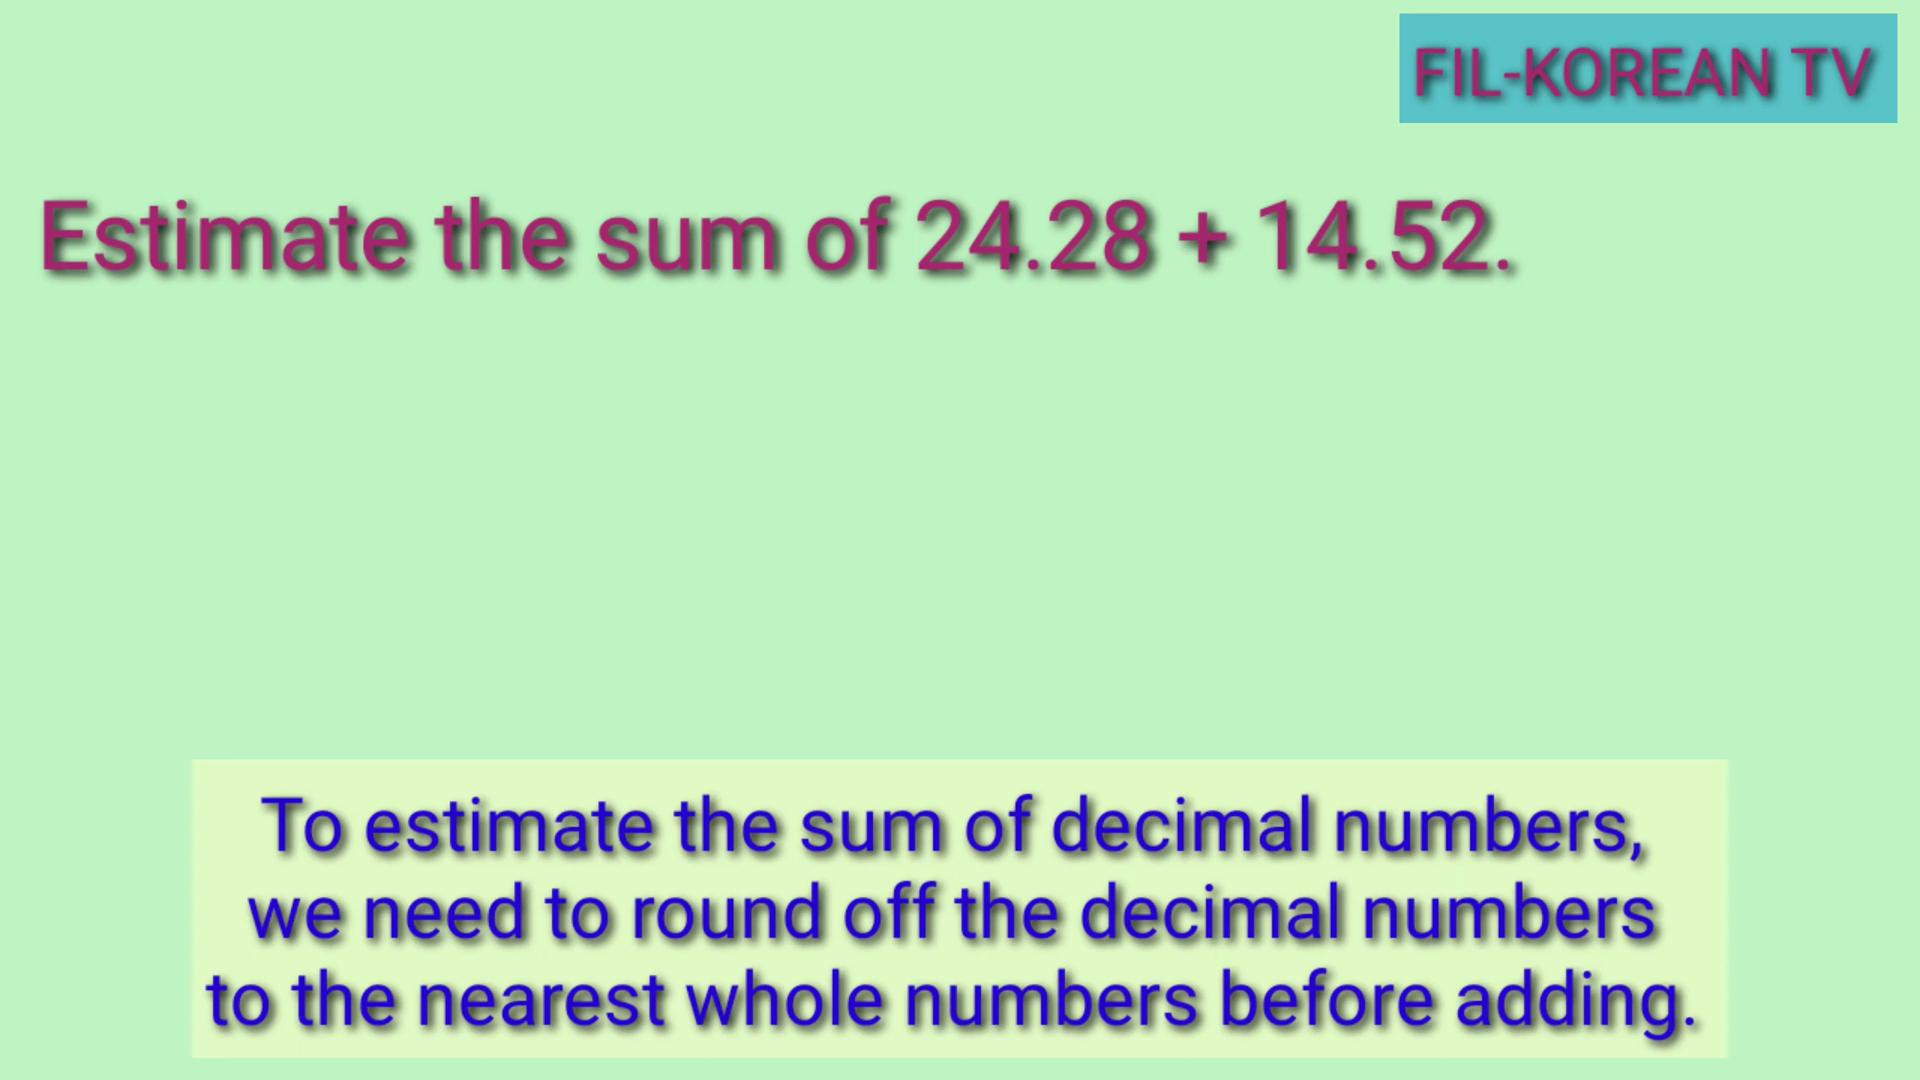 FIL-KOREAN TV
Estimate the sum of 24.28 + 14.52.
To estimate the sum of decimal numbers,
we need to round off the decimal numbers
to the nearest whole numbers before adding.